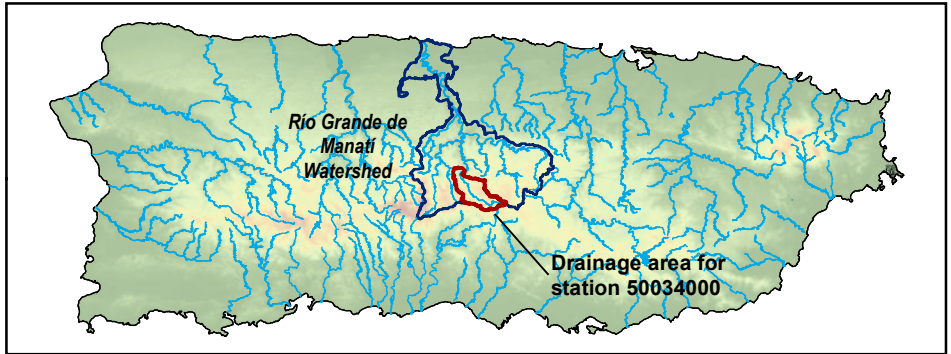 Río Grande de
Manatí
Watershed
Drainage area for
station 50034000